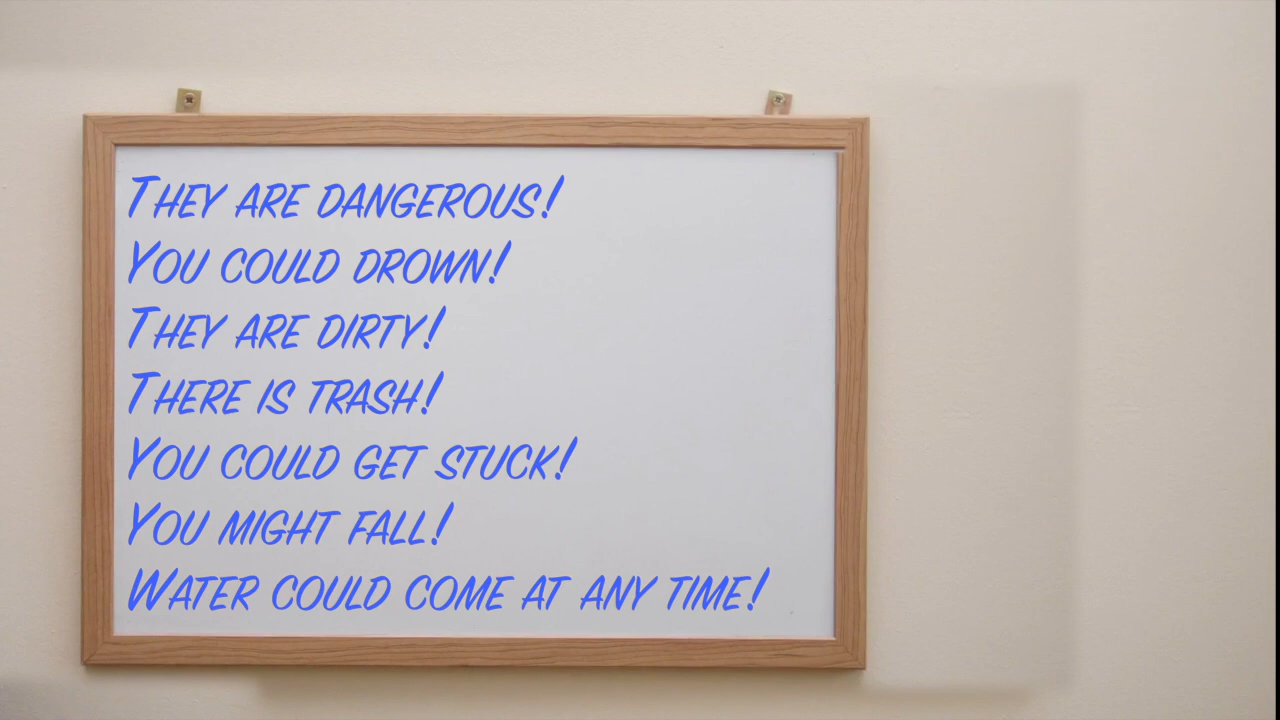 They are dangerous!
You could drown!
They are dirty!
There is trash!
You could get stuck!
You might fall!
Water could come at any time!